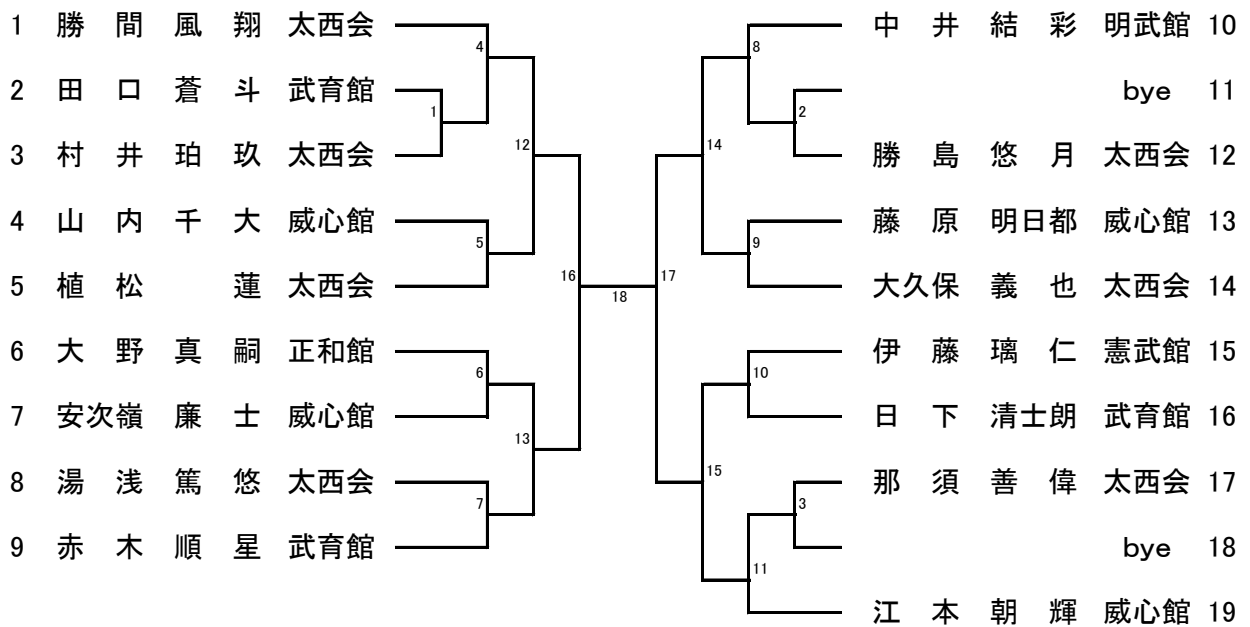 1 勝間風翔 太西会
2 田口蒼斗 武育館
3 村井珀玖 太西会
4 山内千大 威心館
5 植松蓮 太西会
6 大野真嗣 正和館
7 安次嶺廉士 威心館
8 湯浅篤悠 太西会
9 赤木順星 武育館
4
1
12
5
16
6
13
7
18
17
8
2
14
9
10
15
3
11
中井結彩 明武館 10
bye 11
勝島悠月 太西会 12
藤原明日都 威心館 13
大久保義也 太西会 14
伊藤璃仁 憲武館 15
日下清士朗 武育館 16
那須善偉 太西会 17
bye 18
江本朝輝 威心館 19